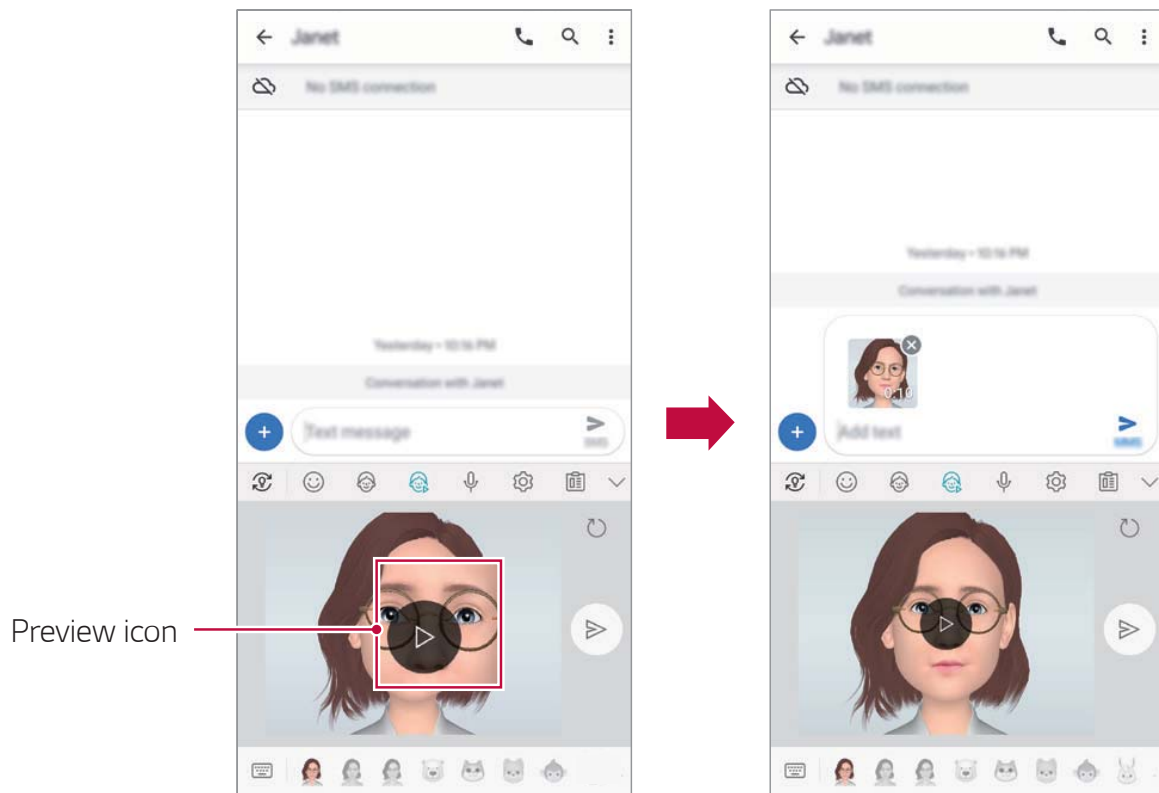 Janet
Janet
No SMS connection
No SMS connection
Yesterday • 10:16 PM
Conversation with Janet
Yesterday • 10:16 PM
Conversation with Janet
0:10
Text message
SMS
Add text
MMS
Preview icon